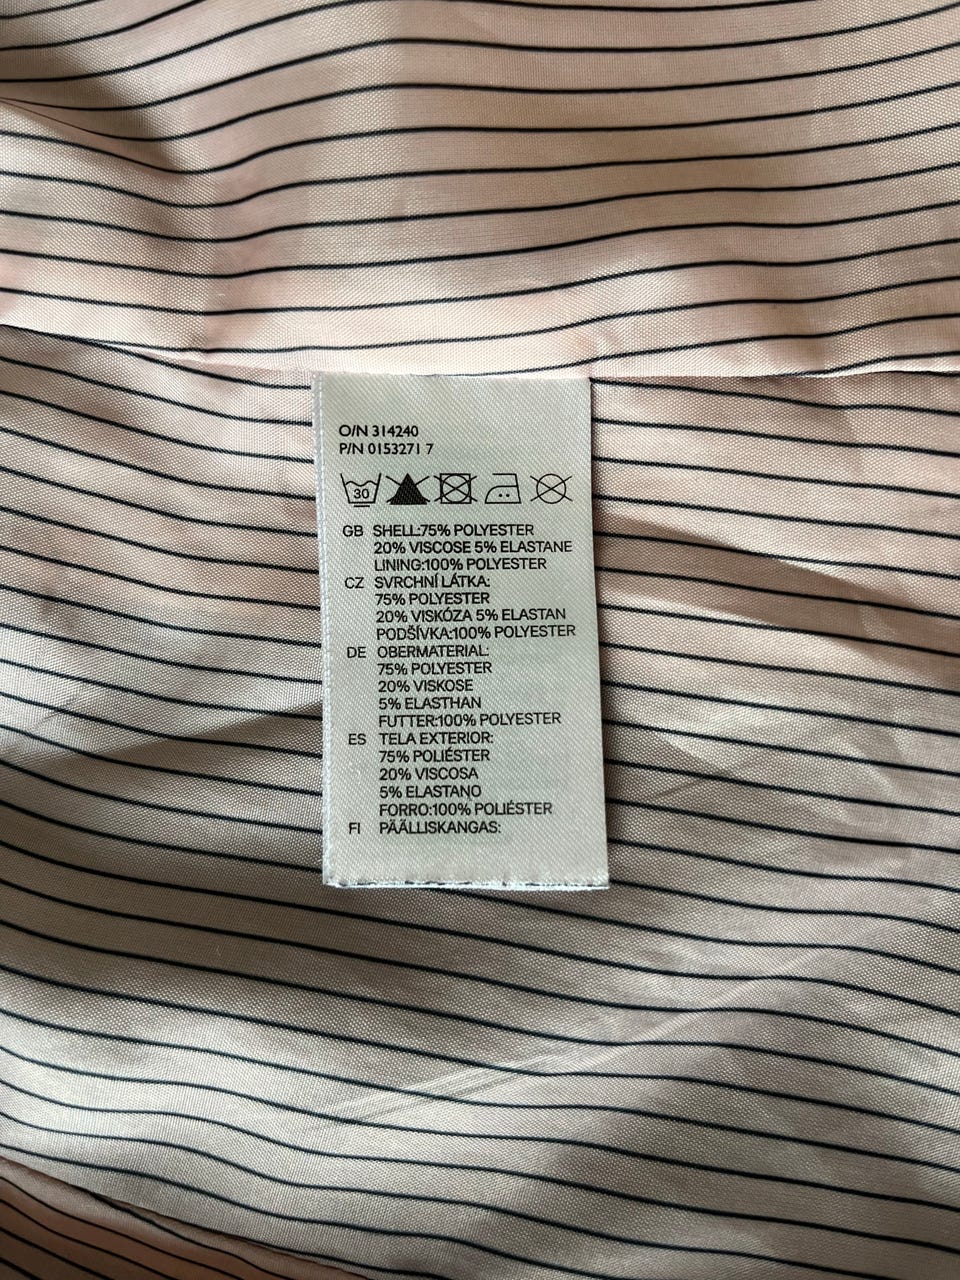 O/N 314240
P/N 0153271 7
30
GB SHELL:75% POLYESTER
20% VISCOSE 5% ELASTANE
LINING:100% POLYESTER
CZ SVRCHNÍ LÁTKA:
75% POLYESTER
20% VISKÓZA 5% ELASTAN
PODŠÍVKA:100% POLYESTER
DE OBERMATERIAL:
75% POLYESTER
20% VISKOSE
5% ELASTHAN
FUTTER:100% POLYESTER
ES TELA EXTERIOR:
75% POLIÉSTER
20% VISCOSA
5% ELASTANO
FORRO:100% POLIÉSTER
FI PÄÄLLISKANGAS: